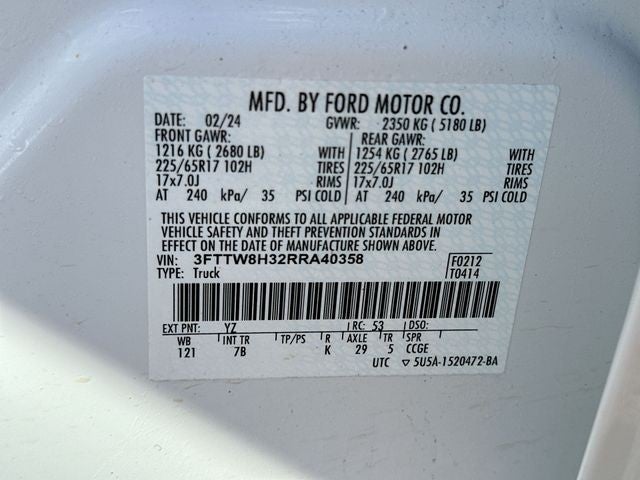 MFD. BY FORD MOTOR CO.
DATE: 02/24 GVWR: 2350 KG ( 5180 LB)
FRONT GAWR: REAR GAWR:
1216 KG ( 2680 LB) WITH 1254 KG ( 2765 LB) WITH
225/65R17 102H TIRES 225/65R17 102H TIRES
17x7.0J RIMS 17x7.0J RIMS
AT 240 kPa/ 35 PSI COLD AT 240 kPa/ 35 PSI COLD
THIS VEHICLE CONFORMS TO ALL APPLICABLE FEDERAL MOTOR
VEHICLE SAFETY AND THEFT PREVENTION STANDARDS IN
EFFECT ON THE DATE OF MANUFACTURE SHOWN ABOVE.
VIN: 3FTTW8H32RRA40358 F0212
TYPE: Truck T0414
EXT PNT: YZ RC: 53 DSO:
WB INT TR TP/PS R AXLE TR SPR
121 7B K 29 5 CCGE
UTC ▽ 5U5A-1520472-BA